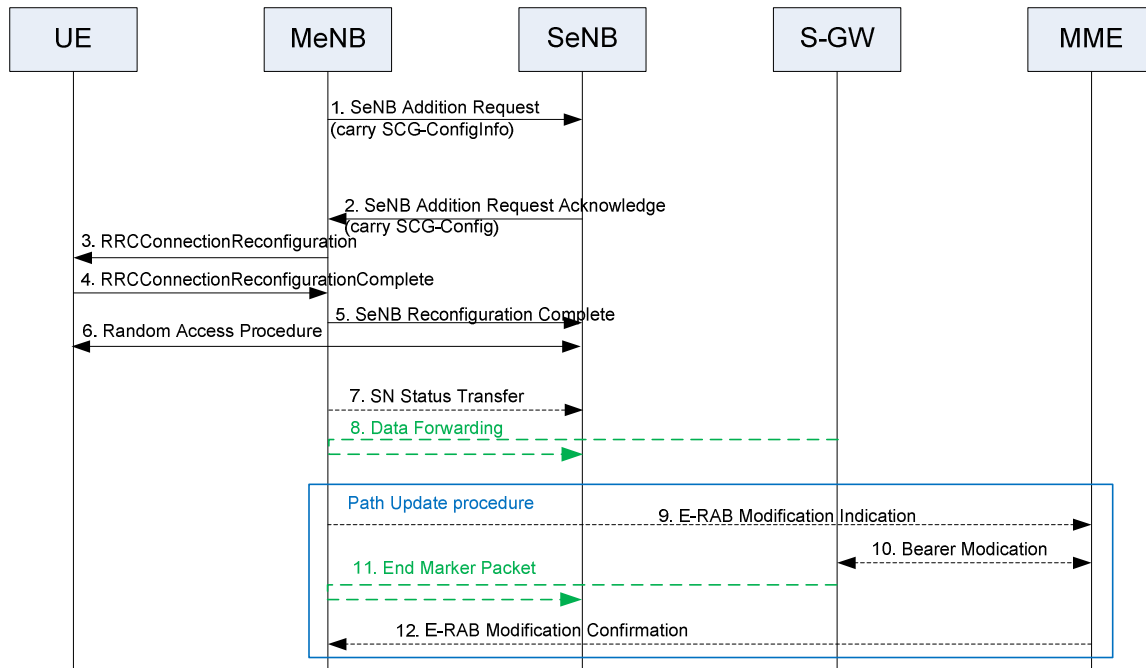 UE
MeNB
SeNB
S-GW
MME
1. SeNB Addition Request
(carry SCG-ConfigInfo)
2. SeNB Addition Request Acknowledge
(carry SCG-Config)
3. RRCConnectionReconfiguration
4. RRCConnectionReconfigurationComplete
5. SeNB Reconfiguration Complete
6. Random Access Procedure
7. SN Status Transfer
8. Data Forwarding
Path Update procedure
9. E-RAB Modification Indication
10. Bearer Modication
11. End Marker Packet
12. E-RAB Modification Confirmation